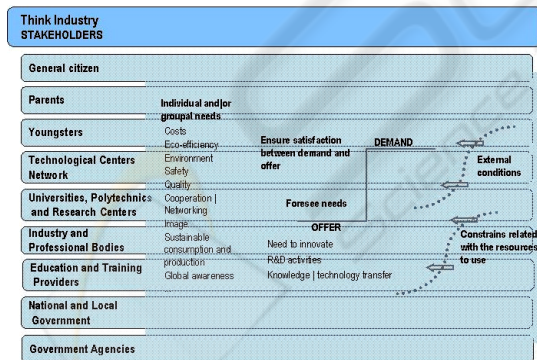 Think Industry
STAKEHOLDERS
General citizen
Parents
Youngsters
Technological Centers
Network
Universities, Polytechnics
and Research Centers
Industry and
Professional Bodies
Education and Training
Providers
National and Local
Government
Government Agencies
Individual and|or
groupal needs
Costs
Eco-efficiency
Environment
Safety
Quality
Cooperation |
Networking
Image
Sustainable
consumption and
production
Global awareness
Ensure satisfaction
between demand and
offer
DEMAND
Foresee needs
OFFER
Need to innovate
R&D activities
Knowledge | technology transfer
External
conditions
Constrains related
with the resources
to use